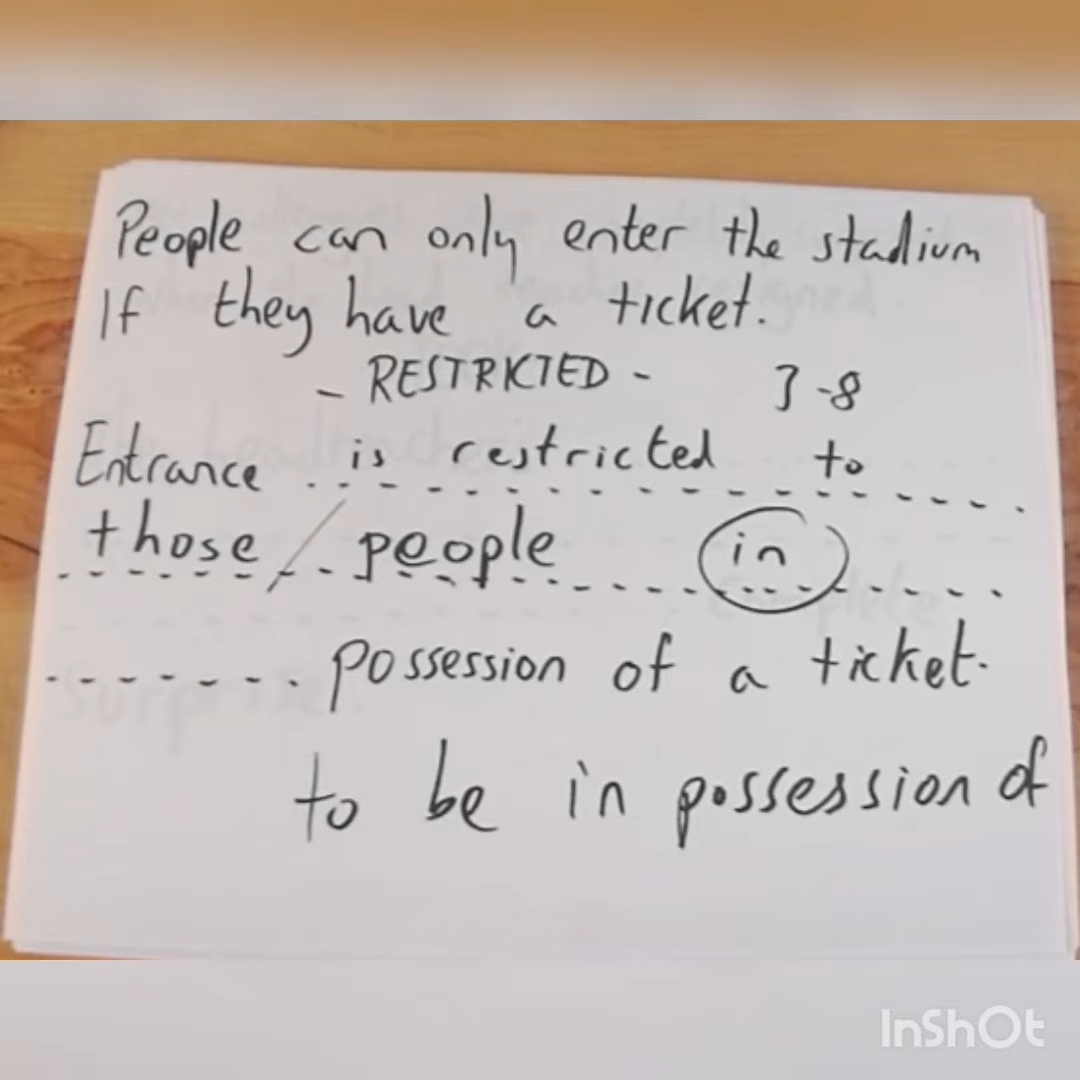 People can only enter the stadium
If they have a ticket.
- RESTRICTED - 3-8
Entrance is restricted to
those / people in
possession of a ticket.
to be in possession of
InShOt